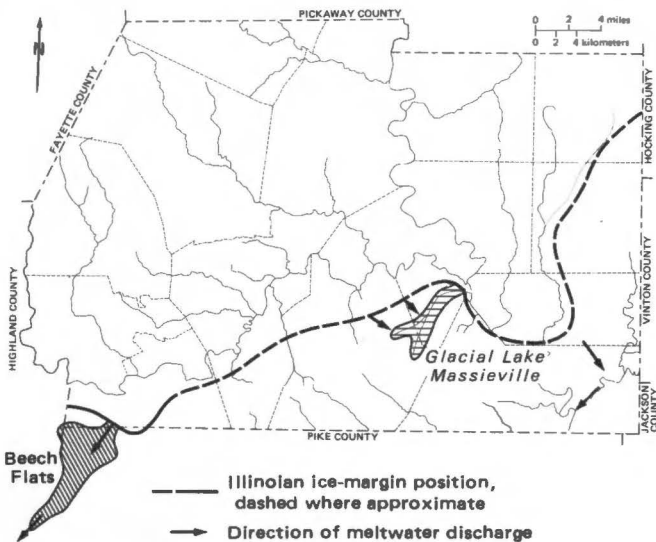 PICKAWAY COUNTY
0 2 4 miles
0 2 4 kilometers
N
FAYETTE COUNTY
HOCKING COUNTY
HIGHLAND COUNTY
VINTON COUNTY
Glacial Lake
Massieville
JACKSON
COUNTY
PIKE COUNTY
Beech
Flats
Illinoian ice-margin position,
dashed where approximate
Direction of meltwater discharge